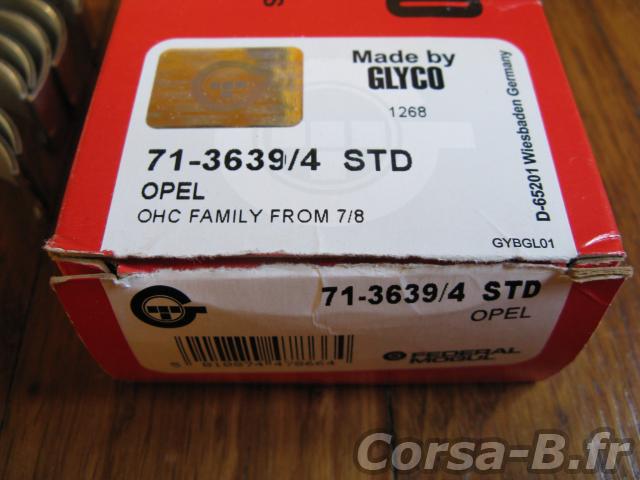 Made by
GLYCO
1268
71-3639/4 STD
OPEL
OHC FAMILY FROM 7/8
D-65201 Wiesbaden Germany
GYBGL01
71-3639/4 STD
OPEL
FEDERAL
MOGUL
Corsa-B.fr